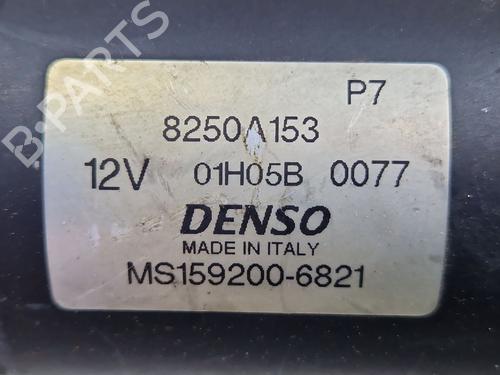 P7
8250A153
12V 01H05B 0077
DENSO
MADE IN ITALY
MS159200-6821
B-PARTS